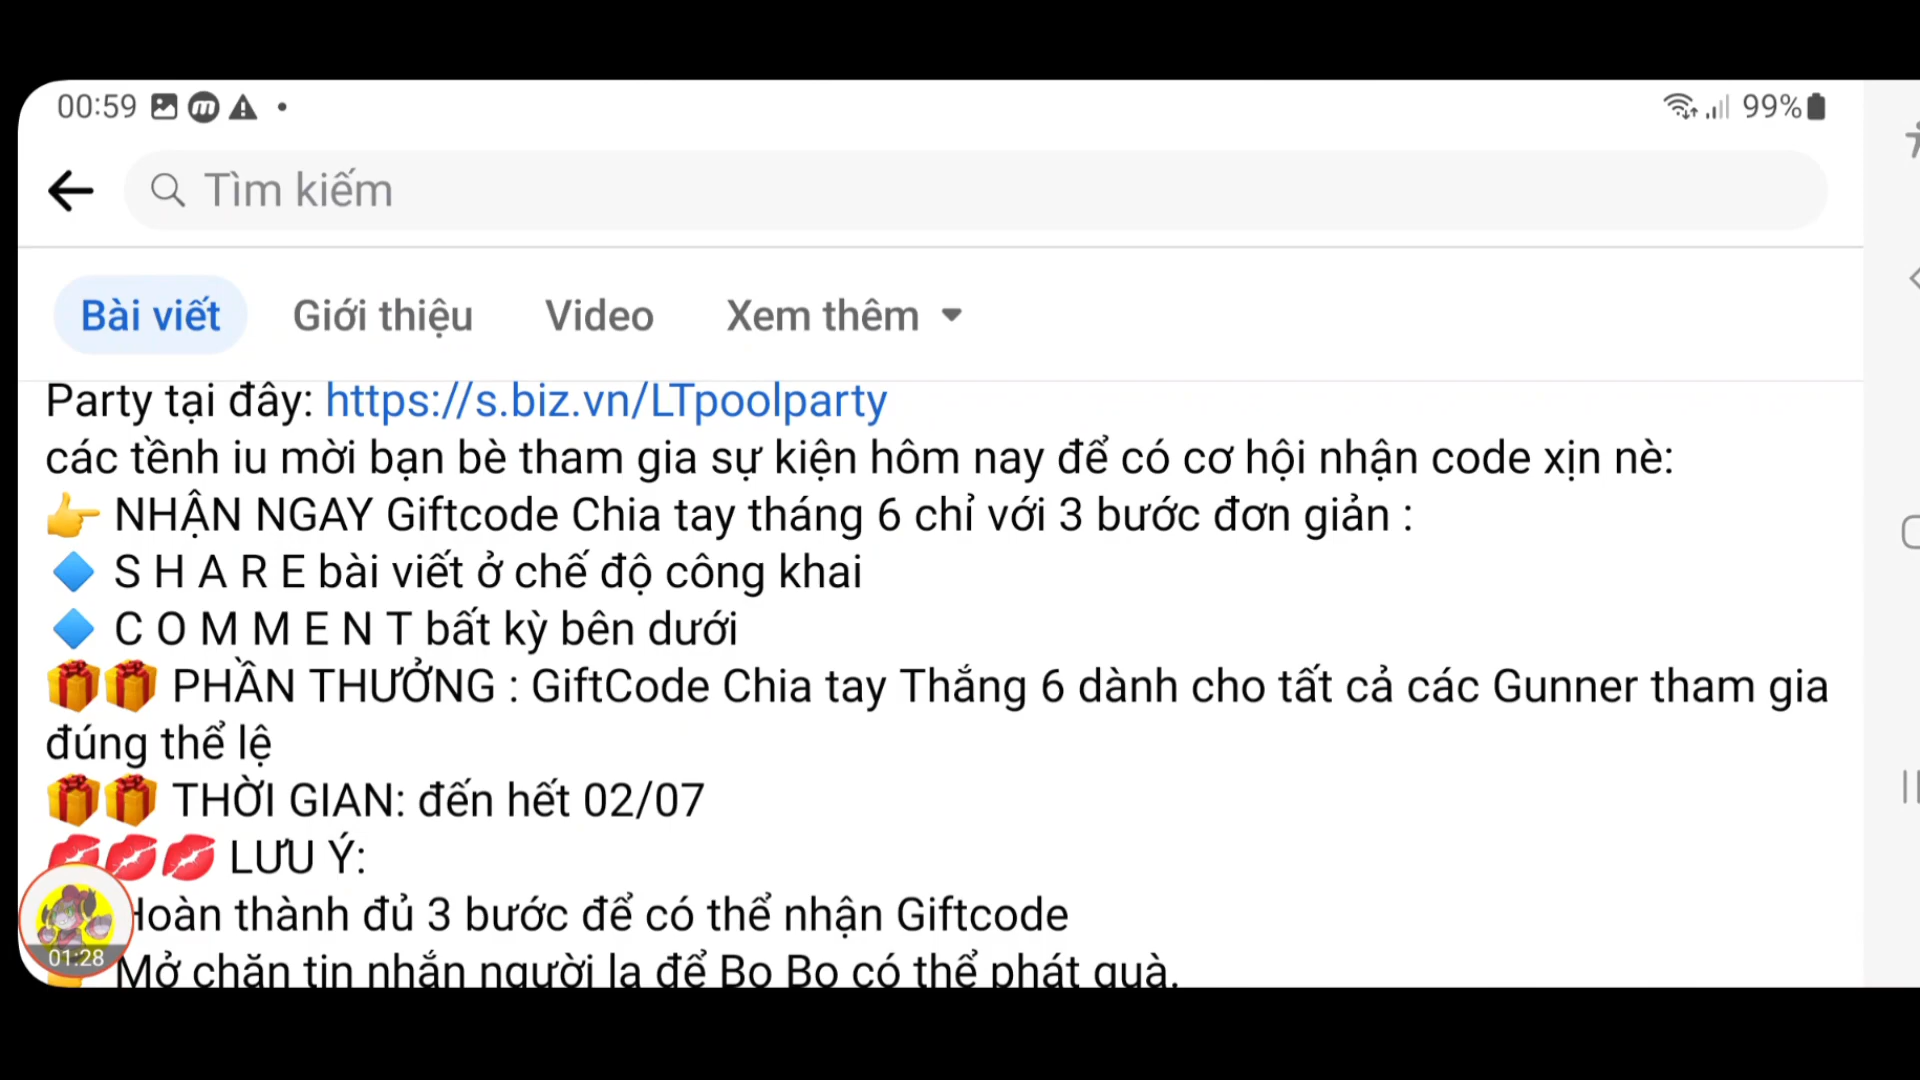 00:59
99%
Tìm kiếm
Bài viết Giới thiệu Video Xem thêm
Party tại đây: https://s.biz.vn/LTpoolparty
các tềnh iu mời bạn bè tham gia sự kiện hôm nay để có cơ hội nhận code xịn nè:
👉 NHẬN NGAY Giftcode Chia tay tháng 6 chỉ với 3 bước đơn giản :
🔷 S H A R E bài viết ở chế độ công khai
🔷 C O M M E N T bất kỳ bên dưới
🎁🎁 PHẦN THƯỞNG : GiftCode Chia tay Thắng 6 dành cho tất cả các Gunner tham gia
đúng thể lệ
🎁🎁 THỜI GIAN: đến hết 02/07
💋💋💋 LƯU Ý:
Hoàn thành đủ 3 bước để có thể nhận Giftcode
01:28
Mở chặn tin nhắn người lạ để Bo Bo có thể phát quà.